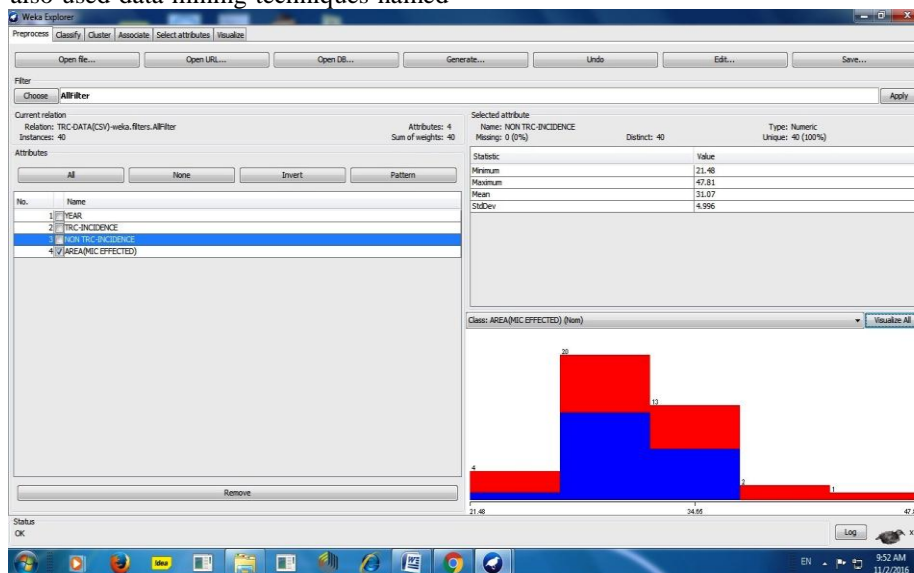 also used data mining techniques named
Weka Explorer
Preprocess Classify Cluster Associate Select attributes Visualize
Open file... Open URL... Open DB... Generate... Undo Edit... Save...
Filter
Choose AllFilter Apply
Current relation
Relation: TRC-DATA(CSV)-weka.filters.AllFilter Attributes: 4
Instances: 40 Sum of weights: 40
Selected attribute
Name: NON TRC-INCIDENCE Type: Numeric
Missing: 0 (0%) Distinct: 40 Unique: 40 (100%)
Attributes
All None Invert Pattern
No. Name
1 YEAR
2 TRC-INCIDENCE
3 NON TRC-INCIDENCE
4 AREA(MIC EFFECTED)
Remove
Statistic Value
Minimum 21.48
Maximum 47.81
Mean 31.07
StdDev 4.996
Class: AREA(MIC EFFECTED) (Nom) Visualize All
20
13
4
2
1
21.48 34.65 47.
Status
OK
Log x
Idea
EN 9:52 AM
11/2/2016